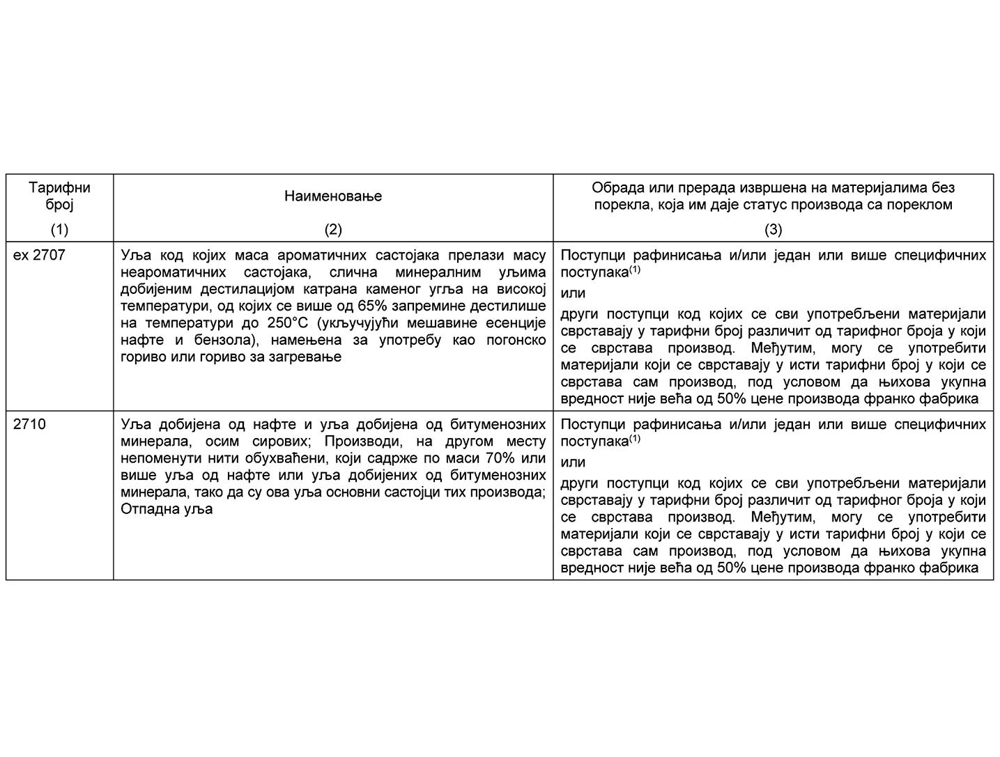 Тарифни
број
(1)
Наименовање
(2)
Обрада или прерада извршена на материјалима без
порекла, која им даје статус производа са пореклом
(3)
ex 2707
Уља код којих маса ароматичних састојака прелази масу
неароматичних састојака, слична минералним уљима
добијеним дестилацијом катрана каменог угља на високој
температури, од којих се више од 65% запремине дестилише
на температури до 250°C (укључујући мешавине есенције
нафте и бензола), намењена за употребу као погонско
гориво или гориво за загревање
Поступци рафинисања и/или један или више специфичних
поступака(1)
или
други поступци код којих се сви употребљени материјали
сврставају у тарифни број различит од тарифног броја у који
се сврстава производ. Међутим, могу се употребити
материјали који се сврставају у исти тарифни број у који се
сврстава сам производ, под условом да њихова укупна
вредност није већа од 50% цене производа франко фабрика
2710
Уља добијена од нафте и уља добијена од битуменозних
минерала, осим сирових; Производи, на другом месту
непоменути нити обухваћени, који садрже по маси 70% или
више уља од нафте или уља добијених од битуменозних
минерала, тако да су ова уља основни састојци тих производа;
Отпадна уља
Поступци рафинисања и/или један или више специфичних
поступака(1)
или
други поступци код којих се сви употребљени материјали
сврставају у тарифни број различит од тарифног броја у који
се сврстава производ. Међутим, могу се употребити
материјали који се сврставају у исти тарифни број у који се
сврстава сам производ, под условом да њихова укупна
вредност није већа од 50% цене производа франко фабрика